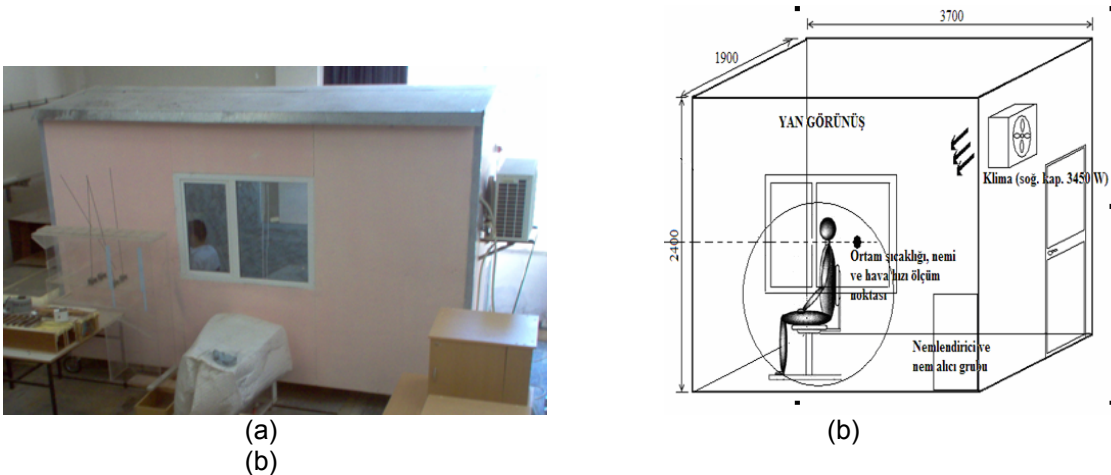 3700
1900
YAN GÖRÜNÜŞ
Klima (soğ. kap. 3450 W)
2400
Ortam sıcaklığı, nemi
ve hava hızı ölçüm
noktası
Nemlendirici ve
nem alıcı grubu
(a)
(b)
(b)